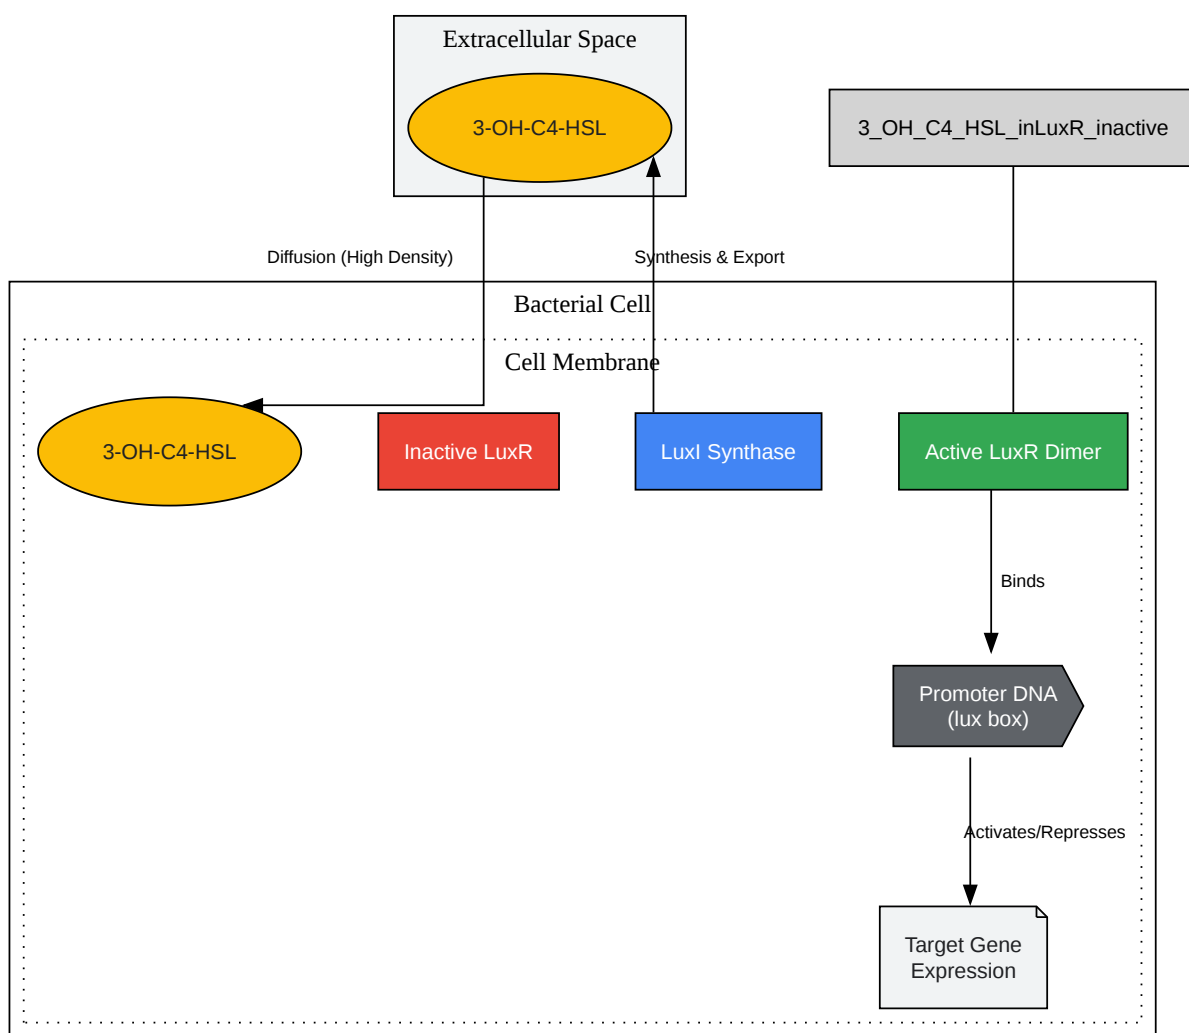 Extracellular Space
3-OH-C4-HSL
3_OH_C4_HSL_inLuxR_inactive
Diffusion (High Density)
Synthesis & Export
Bacterial Cell
Cell Membrane
3-OH-C4-HSL
Inactive LuxR
LuxI Synthase
Active LuxR Dimer
Binds
Promoter DNA
(lux box)
Activates/Represses
Target Gene
Expression